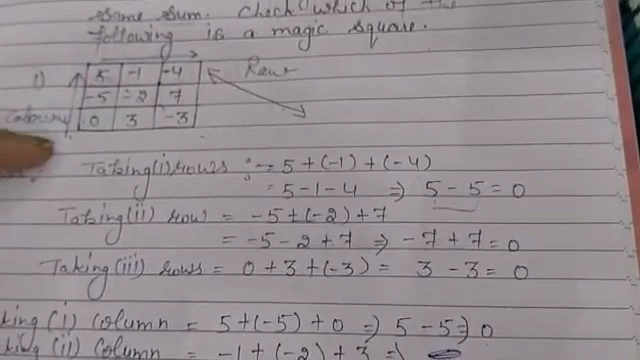 same sum. Check which of the
following is a magic square.
i) 5 -1 -4 Row
-5 -2 7
0 3 -3
Taking (i) rows :- = 5 + (-1) + (-4)
= 5 - 1 - 4 ⇒ 5 - 5 = 0
Taking (ii) row = -5 + (-2) + 7
= -5 - 2 + 7 ⇒ -7 + 7 = 0
Taking (iii) rows = 0 + 3 + (-3) = 3 - 3 = 0
king (i) column = 5 + (-5) + 0 ⇒ 5 - 5 ⇒ 0
king (ii) column = -1 + (-2) + 3 ⇒